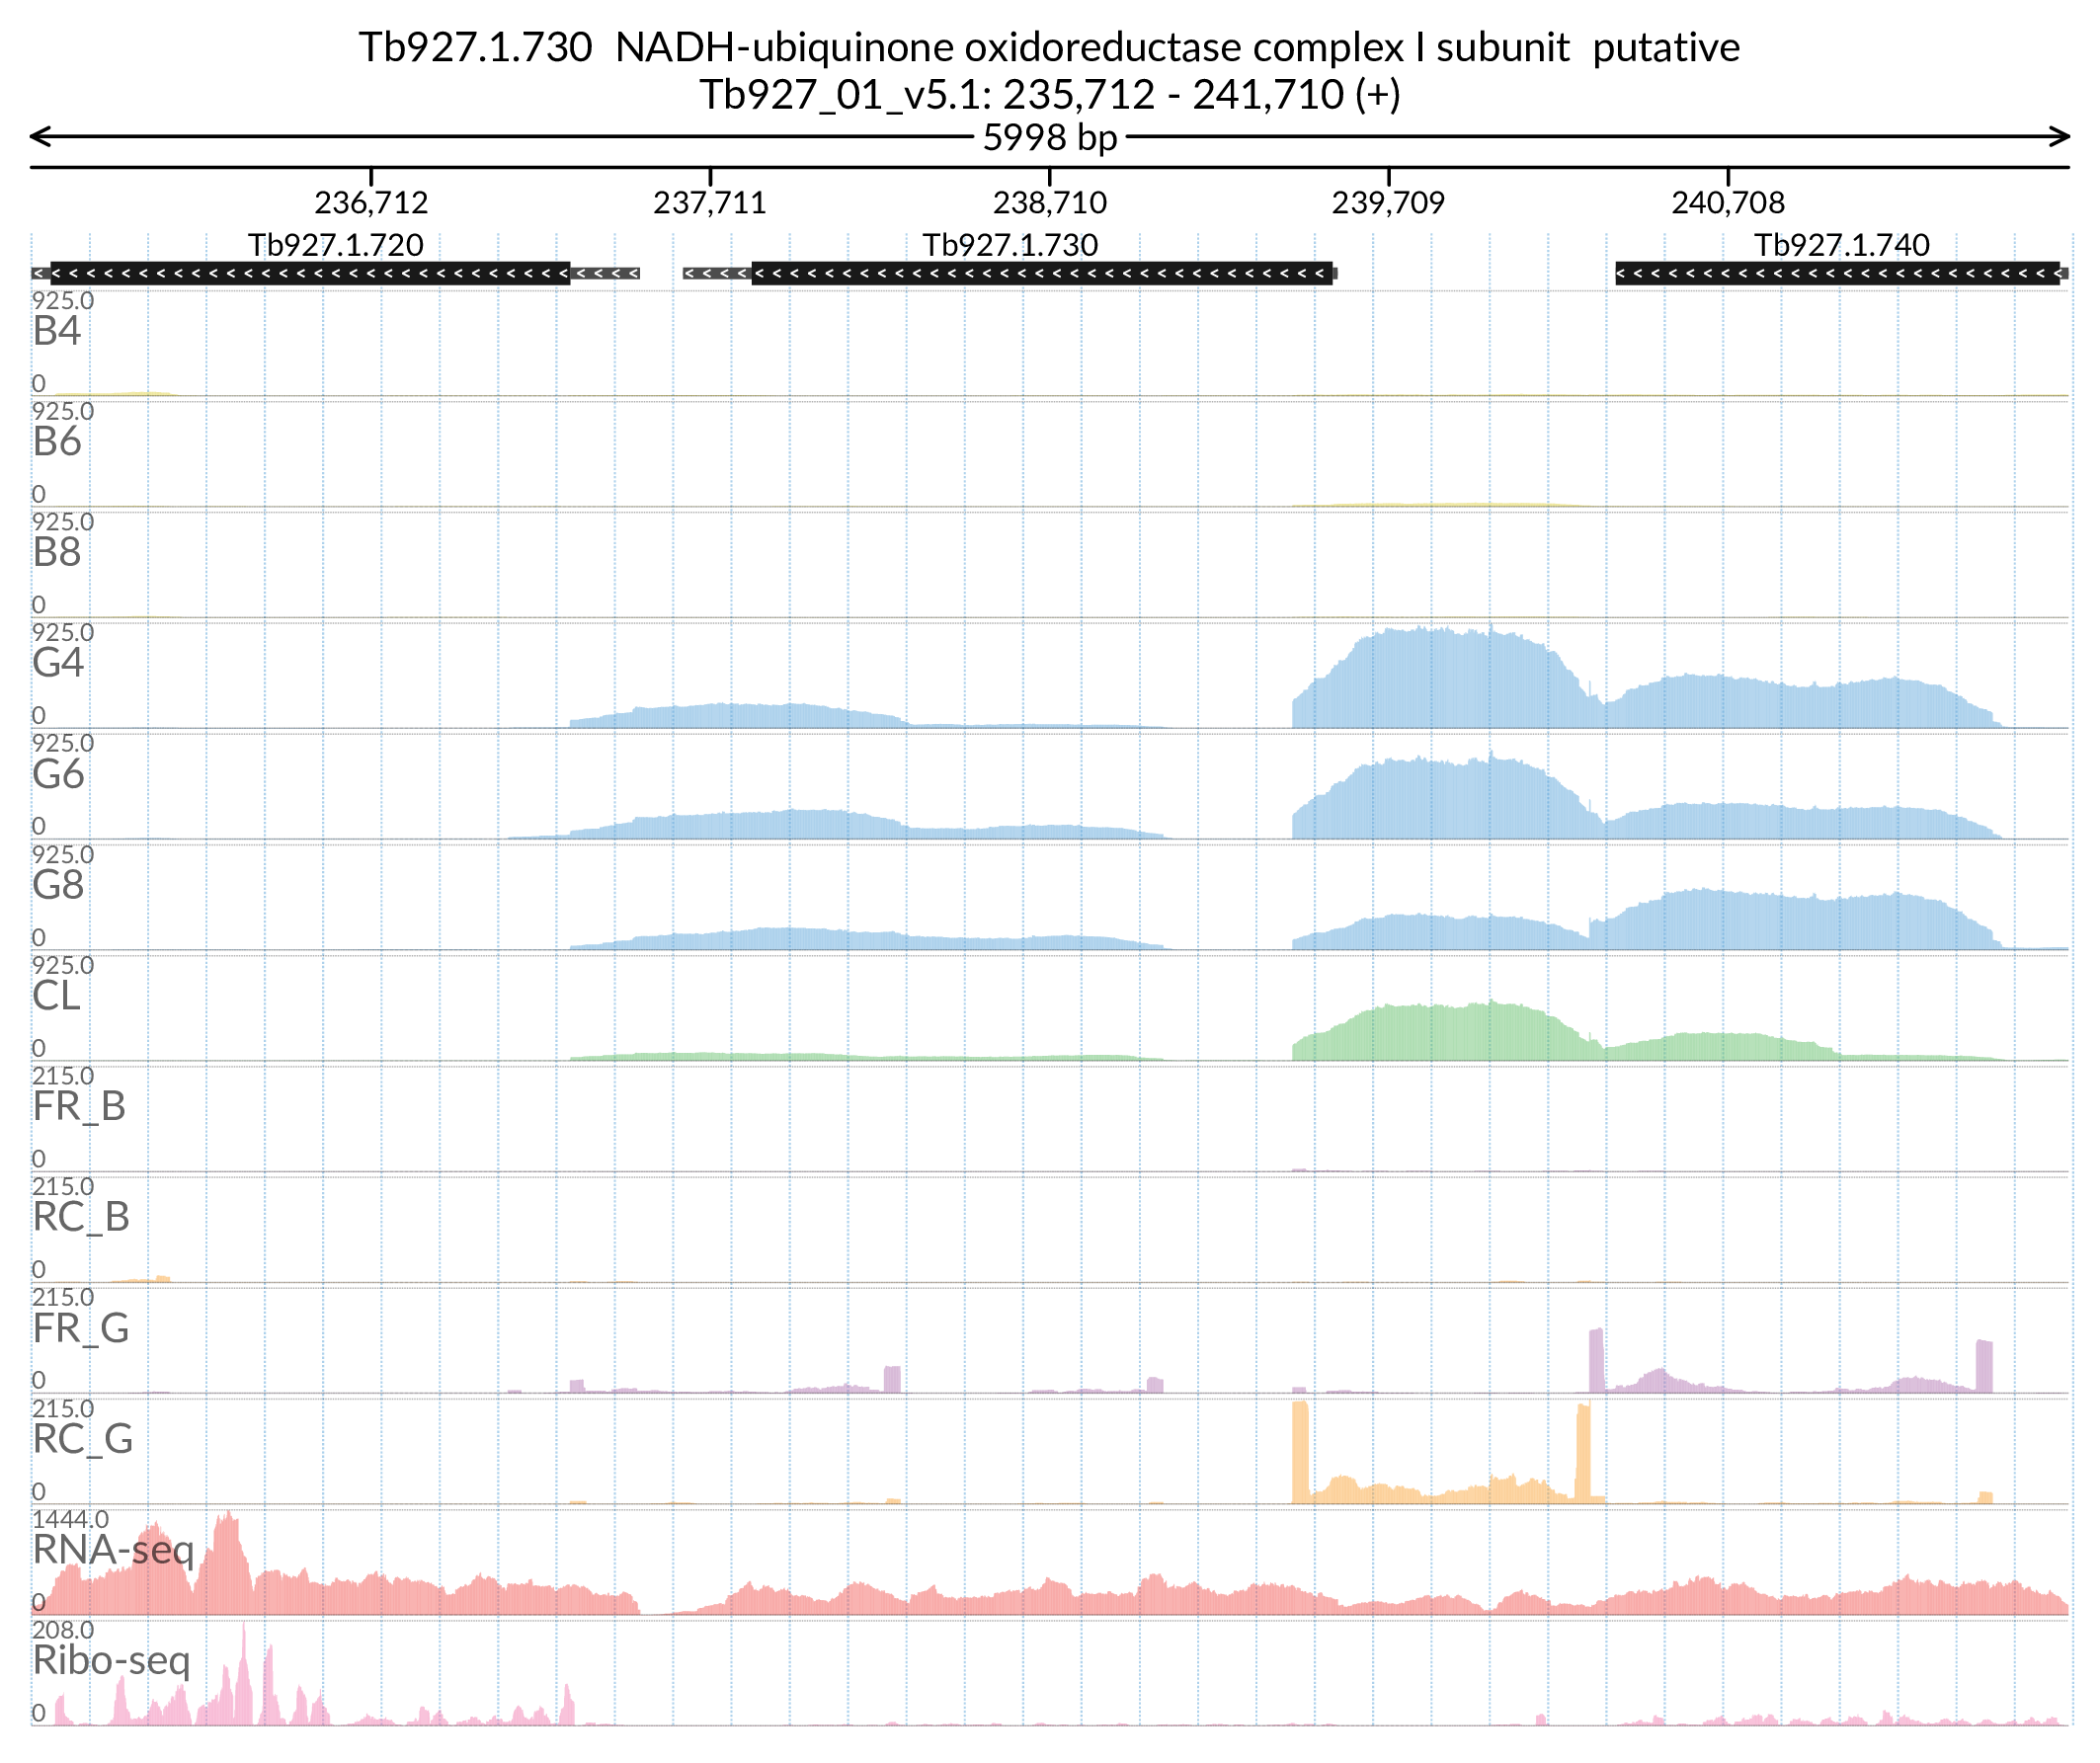 Tb927.1.730  NADH-ubiquinone oxidoreductase complex I subunit  putative
Tb927_01_v5.1: 235,712 - 241,710 (+)
5998 bp
236,712 237,711 238,710 239,709 240,708
Tb927.1.720 Tb927.1.730 Tb927.1.740
925.0
B4
0
925.0
B6
0
925.0
B8
0
925.0
G4
0
925.0
G6
0
925.0
G8
0
925.0
CL
0
215.0
FR_B
0
215.0
RC_B
0
215.0
FR_G
0
215.0
RC_G
0
1444.0
RNA-seq
0
208.0
Ribo-seq
0